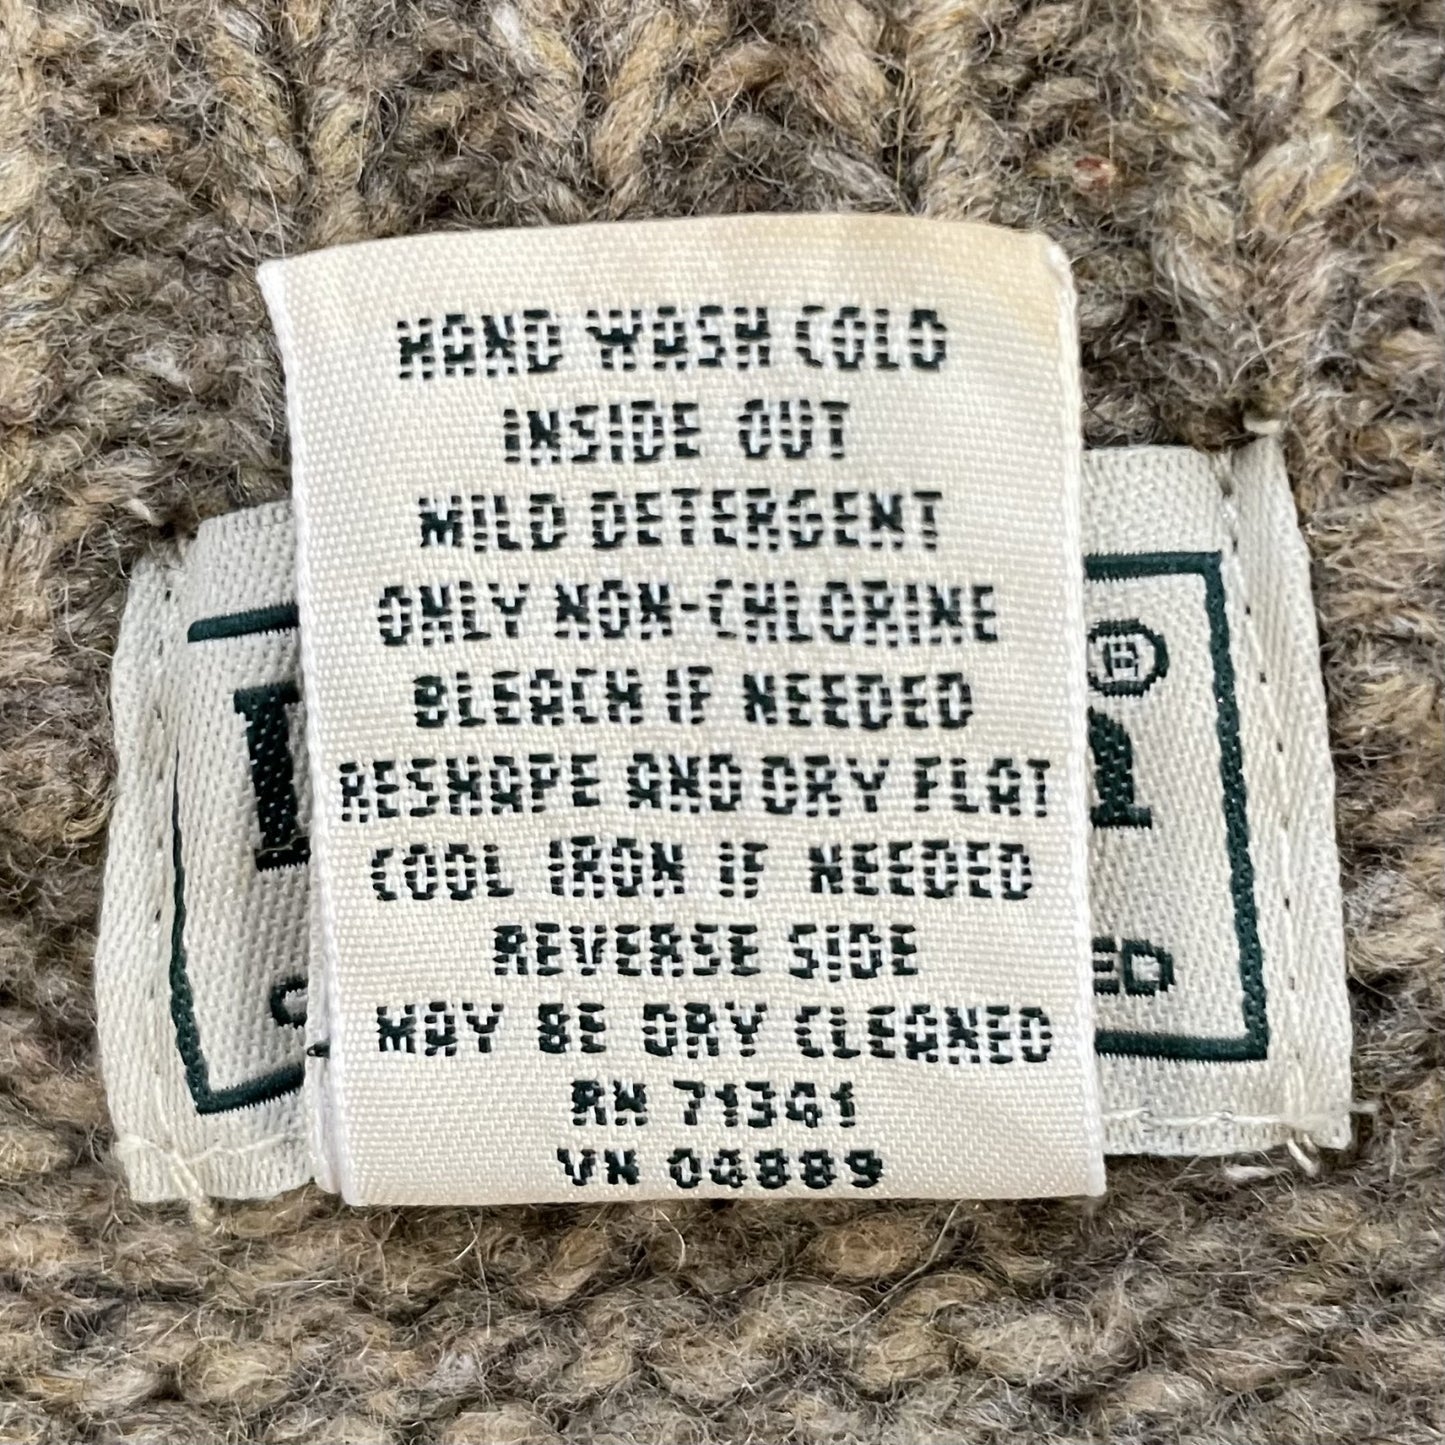 HAND WASH COLD
INSIDE OUT
MILD DETERGENT
ONLY NON-CHLORINE
BLEACH IF NEEDED
RESHAPE AND DRY FLAT
COOL IRON IF NEEDED
REVERSE SIDE
MAY BE DRY CLEANED
RN 71341
VN 04889
®